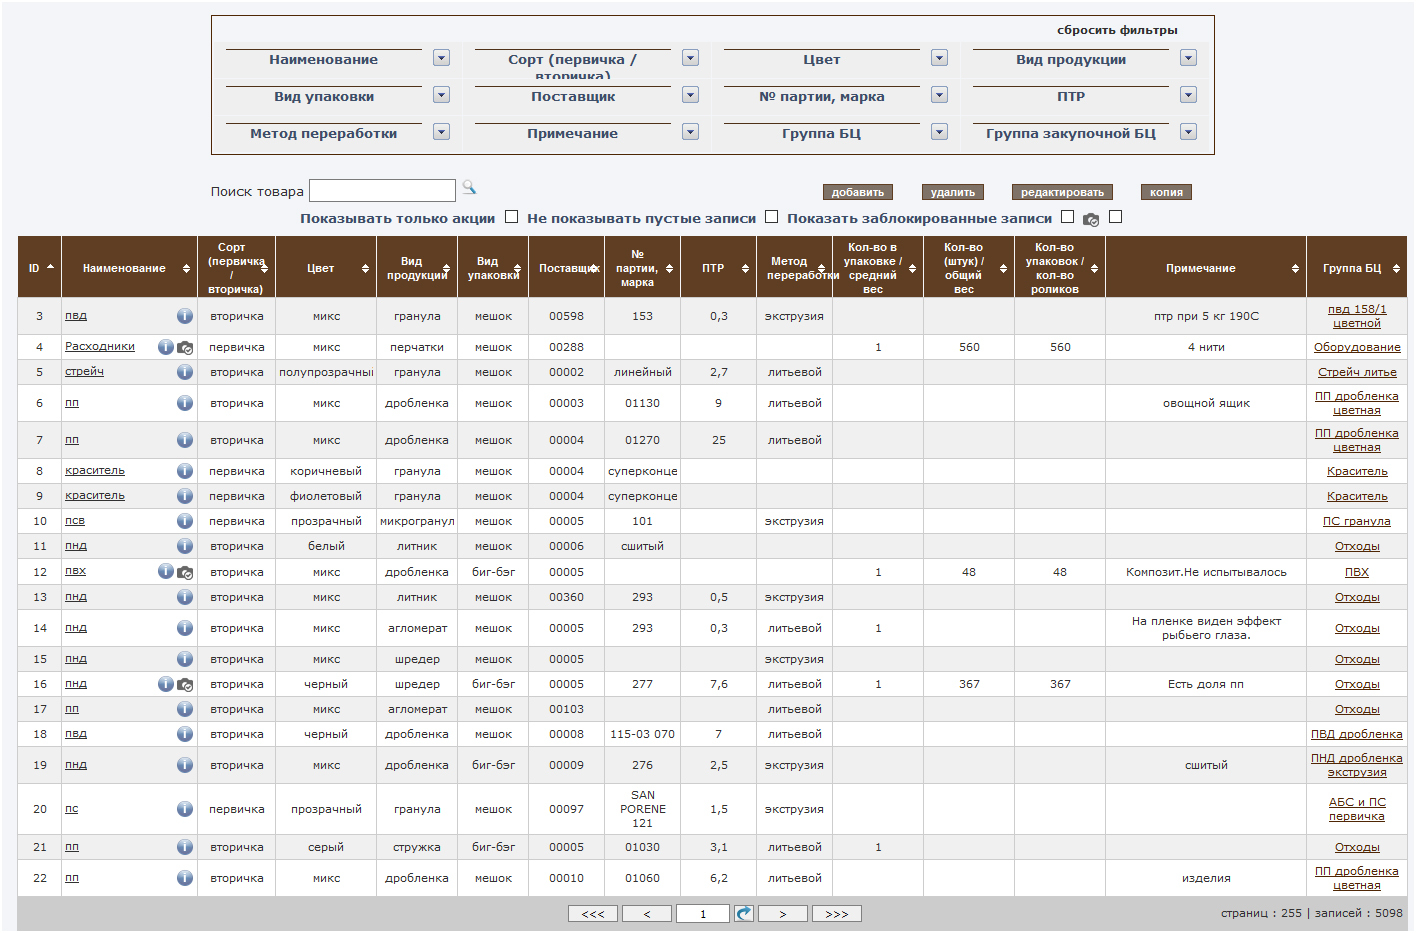 сбросить фильтры
Наименование Сорт (первичка / вторичка) Цвет Вид продукции
Вид упаковки Поставщик № партии, марка ПТР
Метод переработки Примечание Группа БЦ Группа закупочной БЦ
Поиск товара добавить удалить редактировать копия
Показывать только акции Не показывать пустые записи Показать заблокированные записи
ID Наименование Сорт (первичка / вторичка) Цвет Вид продукции Вид упаковки Поставщик № партии, марка ПТР Метод переработки Кол-во в упаковке / средний вес Кол-во (штук) / общий вес Кол-во упаковок / кол-во роликов Примечание Группа БЦ
3 пвд вторичка микс гранула мешок 00598 153 0,3 экструзия птр при 5 кг 190С пвд 158/1 цветной
4 Расходники первичка микс перчатки мешок 00288 1 560 560 4 нити Оборудование
5 стрейч вторичка полупрозрачный гранула мешок 00002 линейный 2,7 литьевой Стрейч литье
6 пп вторичка микс дробленка мешок 00003 01130 9 литьевой овощной ящик ПП дробленка цветная
7 пп вторичка микс дробленка мешок 00004 01270 25 литьевой ПП дробленка цветная
8 краситель первичка коричневый гранула мешок 00004 суперконце Краситель
9 краситель первичка фиолетовый гранула мешок 00004 суперконце Краситель
10 псв первичка прозрачный микрогранул мешок 00005 101 экструзия ПС гранула
11 пнд вторичка белый литник мешок 00006 сшитый Отходы
12 пвх вторичка микс дробленка биг-бэг 00005 1 48 48 Композит.Не испытывалось ПВХ
13 пнд вторичка микс литник мешок 00360 293 0,5 экструзия Отходы
14 пнд вторичка микс агломерат мешок 00005 293 0,3 литьевой 1 На пленке виден эффект рыбьего глаза. Отходы
15 пнд вторичка микс шредер мешок 00005 экструзия Отходы
16 пнд вторичка черный шредер биг-бэг 00005 277 7,6 литьевой 1 367 367 Есть доля пп Отходы
17 пп вторичка микс агломерат мешок 00103 литьевой Отходы
18 пвд вторичка черный дробленка мешок 00008 115-03 070 7 литьевой ПВД дробленка
19 пнд вторичка микс дробленка биг-бэг 00009 276 2,5 экструзия сшитый ПНД дробленка экструзия
20 пс первичка прозрачный гранула мешок 00097 SAN PORENE 121 1,5 экструзия АБС и ПС первичка
21 пп вторичка серый стружка биг-бэг 00005 01030 3,1 литьевой 1 Отходы
22 пп вторичка микс дробленка мешок 00010 01060 6,2 литьевой изделия ПП дробленка цветная
<<< < 1 > >>> страниц : 255 | записей : 5098